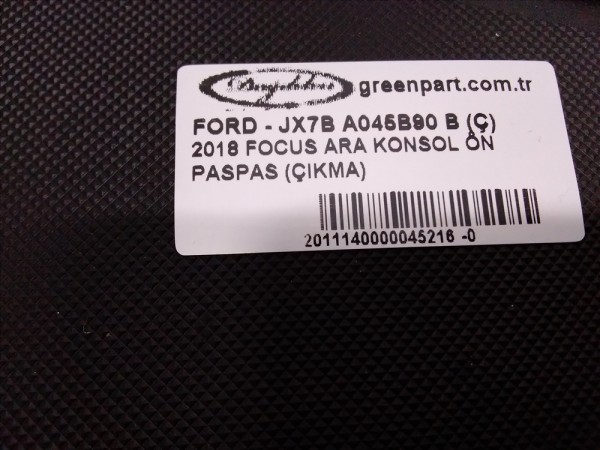 greenpart.com.tr
FORD - JX7B A045B90 B (Ç)
2018 FOCUS ARA KONSOL ÖN
PASPAS (ÇIKMA)
2011140000045216 -0